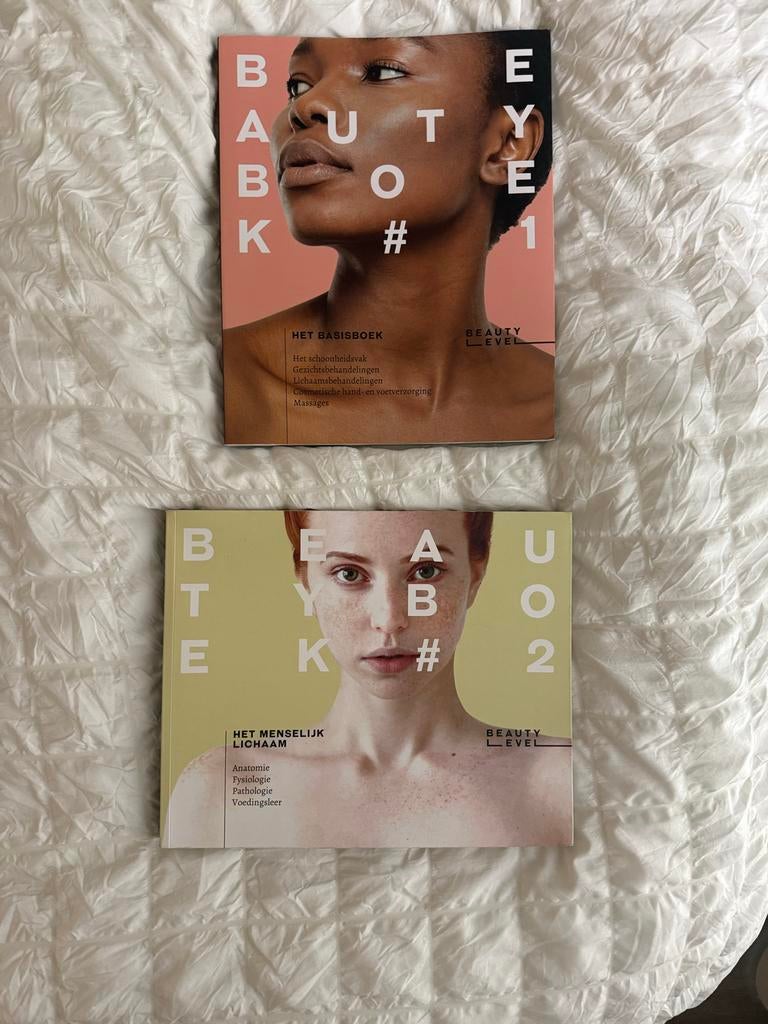 B E
A U T Y
B O E
K # 1
HET BASISBOEK
Het schoonheidsvak
Gezichtsbehandelingen
Lichaamsbehandelingen
Cosmetische hand- en voetverzorging
Massages
BEAUTY
LEVEL
B E A U
T Y B O
E K # 2
HET MENSELIJK
LICHAAM
Anatomie
Fysiologie
Pathologie
Voedingsleer
BEAUTY
LEVEL